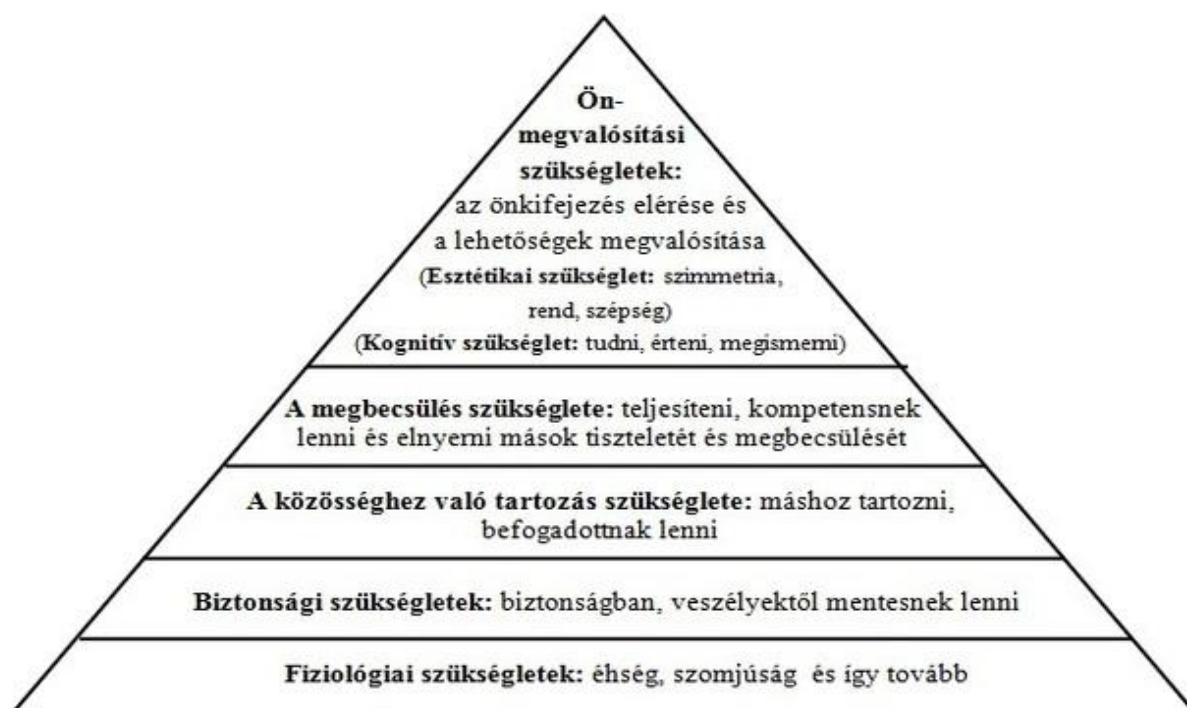 Ön-
megvalósítási
szükségletek:
az önkifejezés elérése és
a lehetőségek megvalósítása
(Esztétikai szükséglet: szimmetria,
rend, szépség)
(Kognitív szükséglet: tudni, érteni, megismerni)
A megbecsülés szükséglete: teljesíteni, kompetensnek
lenni és elnyerni mások tiszteletét és megbecsülését
A közösséghez való tartozás szükséglete: máshoz tartozni,
befogadottnak lenni
Biztonsági szükségletek: biztonságban, veszélyektől mentesnek lenni
Fiziológiai szükségletek: éhség, szomjúság és így tovább